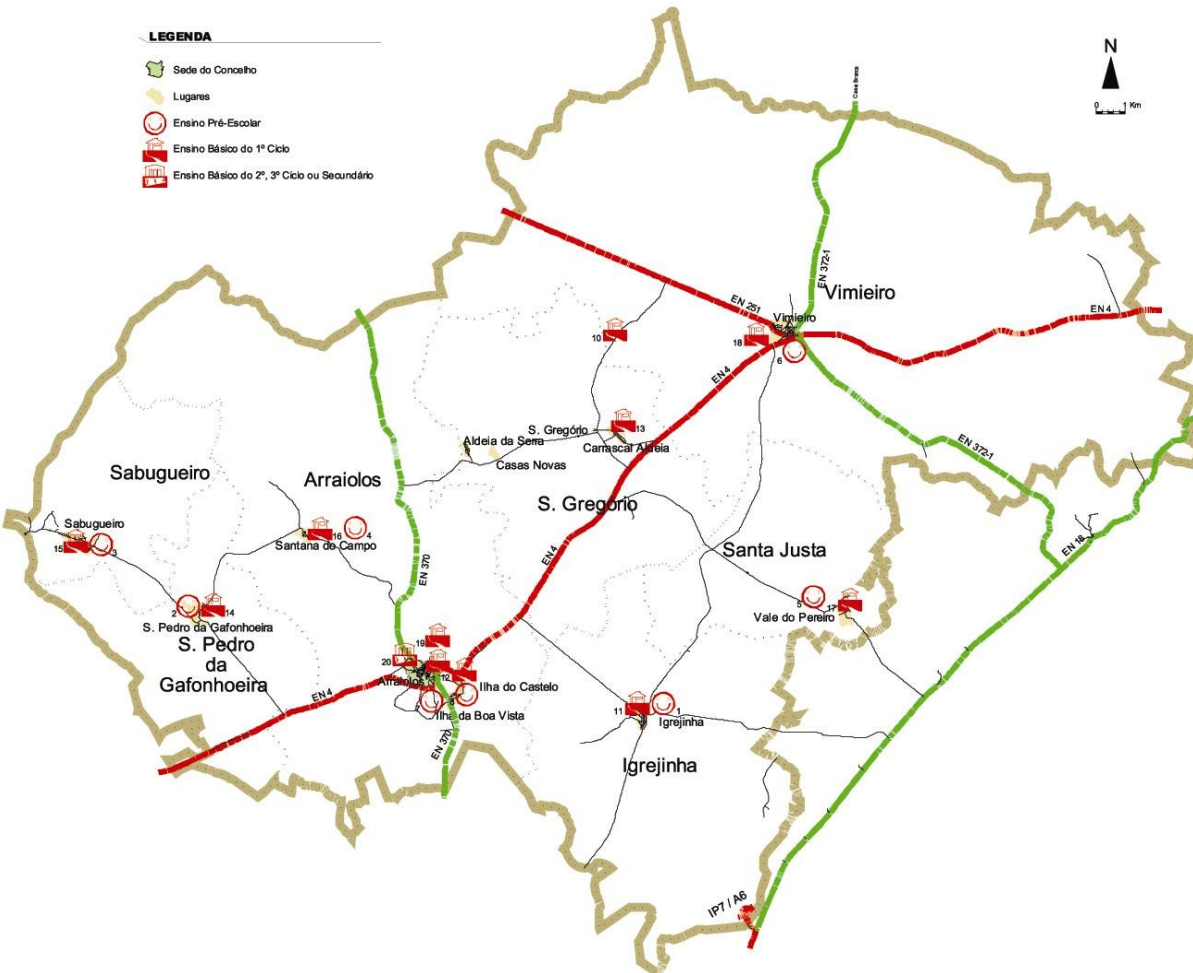 LEGENDA
Sede do Concelho
Lugares
Ensino Pré-Escolar
Ensino Básico do 1º Ciclo
Ensino Básico do 2º, 3º Ciclo ou Secundário
N
0 1 Km
Casa Branca
EN 372-1
Vimieiro
EN 251
Vimieiro
EN 4
18
6
10
EN 4
S. Gregório
13
Carrascal Aldeia
Aldeia da Serra
Casas Novas
EN 372-1
Sabugueiro
Arraiolos
S. Gregório
Sabugueiro
15
3
16
4
Santana do Campo
EN 370
EN 4
Santa Justa
EN 18
5
17
Vale do Pereiro
2
14
S. Pedro da Gafonhoeira
S. Pedro
da
Gafonhoeira
19
20
12
Arraiolos
Ilha do Castelo
EN 4
7
8
Ilha da Boa Vista
EN 370
11
1
Igrejinha
Igrejinha
IP7 / A6